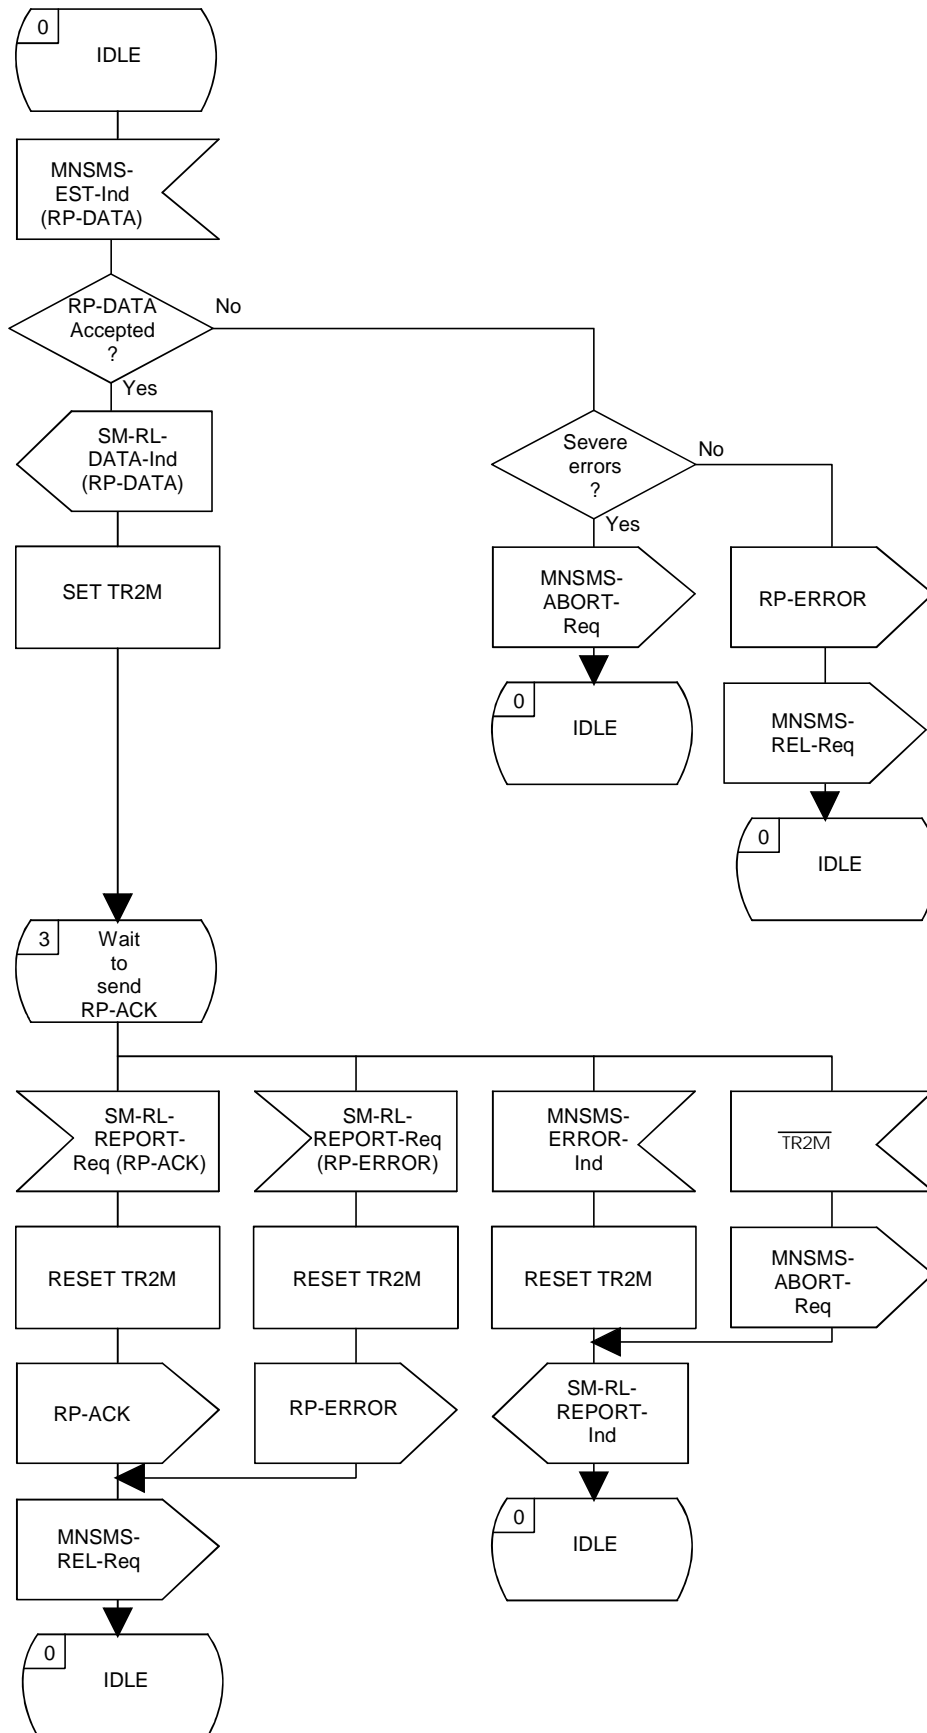 0
IDLE
MNSMS-
EST-Ind
(RP-DATA)
RP-DATA
Accepted
?
No
Yes
SM-RL-
DATA-Ind
(RP-DATA)
Severe
errors
?
No
Yes
SET TR2M
MNSMS-
ABORT-
Req
RP-ERROR
0
IDLE
MNSMS-
REL-Req
0
IDLE
3
Wait
to
send
RP-ACK
SM-RL-
REPORT-
Req (RP-ACK)
SM-RL-
REPORT-Req
(RP-ERROR)
MNSMS-
ERROR-
Ind
TR2M
RESET TR2M
RESET TR2M
RESET TR2M
MNSMS-
ABORT-
Req
RP-ACK
RP-ERROR
SM-RL-
REPORT-
Ind
MNSMS-
REL-Req
0
IDLE
0
IDLE